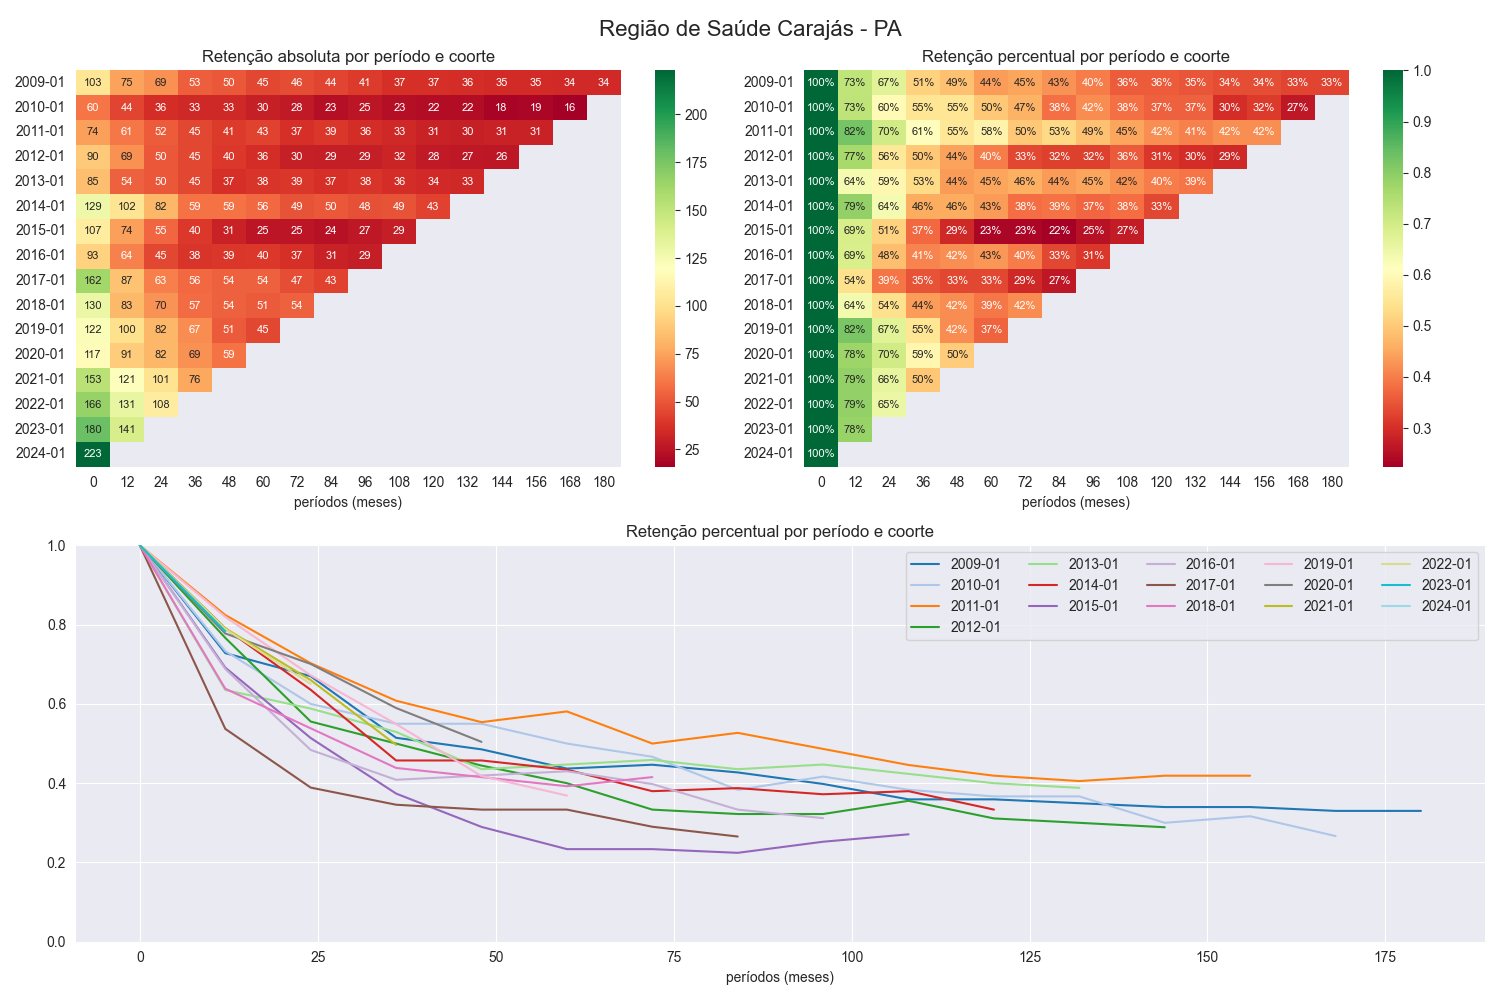 Região de Saúde Carajás - PA
Retenção absoluta por período e coorte
2009-01 103 75 69 53 50 45 46 44 41 37 37 36 35 35 34 34
2010-01 60 44 36 33 33 30 28 23 25 23 22 22 18 19 16
2011-01 74 61 52 45 41 43 37 39 36 33 31 30 31 31
2012-01 90 69 50 45 40 36 30 29 29 32 28 27 26
2013-01 85 54 50 45 37 38 39 37 38 36 34 33
2014-01 129 102 82 59 59 56 49 50 48 49 43
2015-01 107 74 55 40 31 25 25 24 27 29
2016-01 93 64 45 38 39 40 37 31 29
2017-01 162 87 63 56 54 54 47 43
2018-01 130 83 70 57 54 51 54
2019-01 122 100 82 67 51 45
2020-01 117 91 82 69 59
2021-01 153 121 101 76
2022-01 166 131 108
2023-01 180 141
2024-01 223
0 12 24 36 48 60 72 84 96 108 120 132 144 156 168 180
períodos (meses)
200
175
150
125
100
75
50
25
Retenção percentual por período e coorte
2009-01 100% 73% 67% 51% 49% 44% 45% 43% 40% 36% 36% 35% 34% 34% 33% 33%
2010-01 100% 73% 60% 55% 55% 50% 47% 38% 42% 38% 37% 37% 30% 32% 27%
2011-01 100% 82% 70% 61% 55% 58% 50% 53% 49% 45% 42% 41% 42% 42%
2012-01 100% 77% 56% 50% 44% 40% 33% 32% 32% 36% 31% 30% 29%
2013-01 100% 64% 59% 53% 44% 45% 46% 44% 45% 42% 40% 39%
2014-01 100% 79% 64% 46% 46% 43% 38% 39% 37% 38% 33%
2015-01 100% 69% 51% 37% 29% 23% 23% 22% 25% 27%
2016-01 100% 69% 48% 41% 42% 43% 40% 33% 31%
2017-01 100% 54% 39% 35% 33% 33% 29% 27%
2018-01 100% 64% 54% 44% 42% 39% 42%
2019-01 100% 82% 67% 55% 42% 37%
2020-01 100% 78% 70% 59% 50%
2021-01 100% 79% 66% 50%
2022-01 100% 79% 65%
2023-01 100% 78%
2024-01 100%
0 12 24 36 48 60 72 84 96 108 120 132 144 156 168 180
períodos (meses)
1.0
0.9
0.8
0.7
0.6
0.5
0.4
0.3
Retenção percentual por período e coorte
1.0
0.8
0.6
0.4
0.2
0.0
2009-01 2013-01 2016-01 2019-01 2022-01
2010-01 2014-01 2017-01 2020-01 2023-01
2011-01 2015-01 2018-01 2021-01 2024-01
2012-01
0 25 50 75 100 125 150 175
períodos (meses)